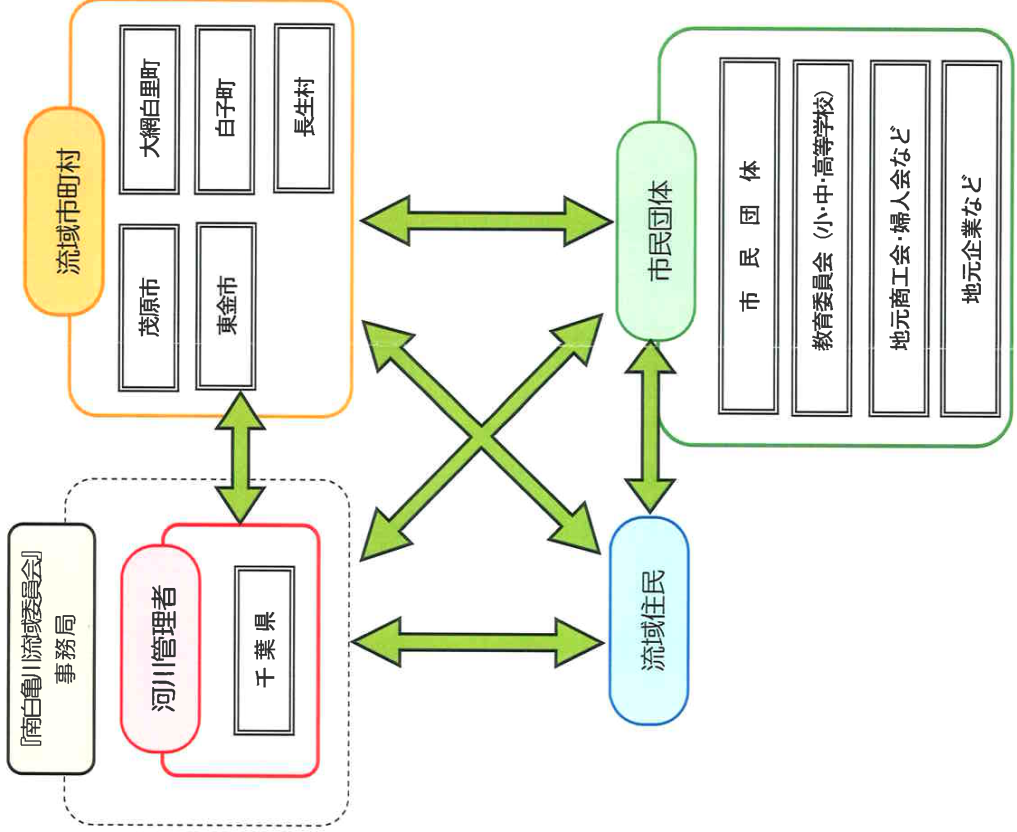 『南白亀川流域委員会』
事務局
河川管理者
千葉県
流域市町村
茂原市
大網白里町
東金市
白子町
長生村
流域住民
市民団体
市民団体
教育委員会（小・中・高等学校）
地元商工会・婦人会など
地元企業など